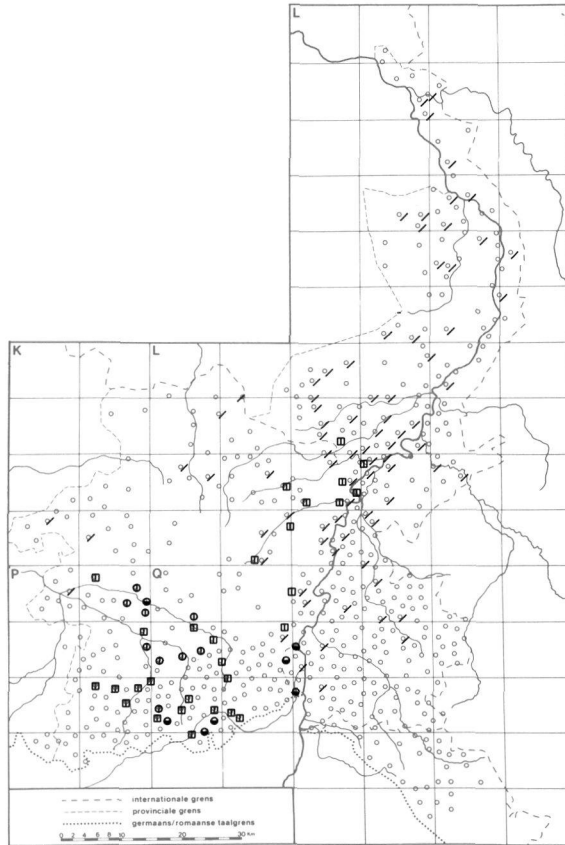 L
K L
P Q
internationale grens
provinciale grens
germaans/romaanse taalgrens
0 2 4 6 8 10 20 30 Km